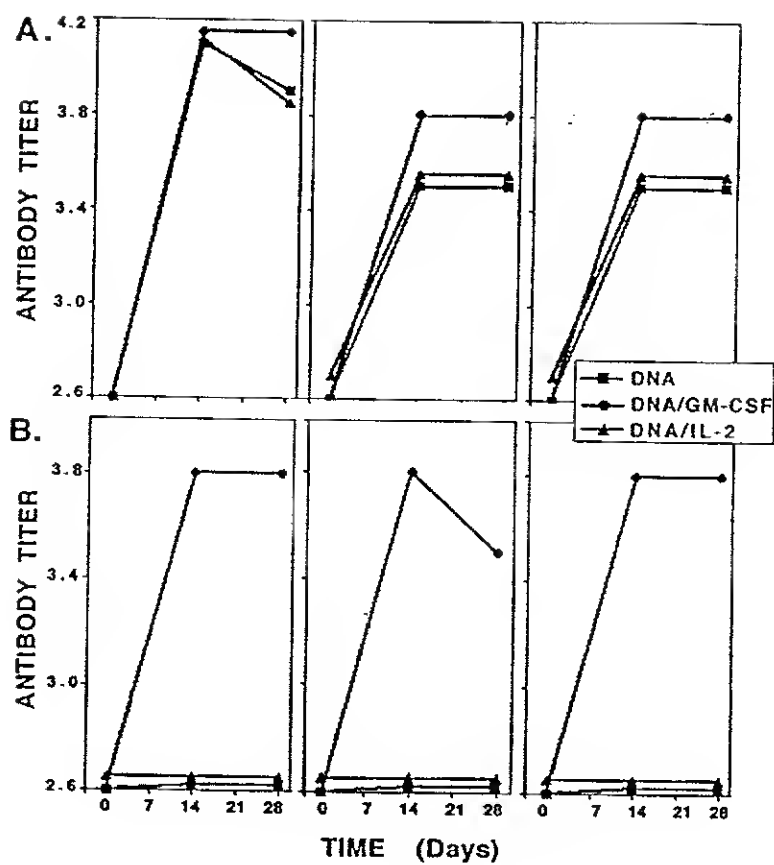 A.
ANTIBODY TITER
4.2
3.8
3.4
3.0
2.6
DNA
DNA/GM-CSF
DNA/IL-2
B.
ANTIBODY TITER
3.8
3.4
3.0
2.6
0 7 14 21 28
0 7 14 21 28
0 7 14 21 28
TIME (Days)